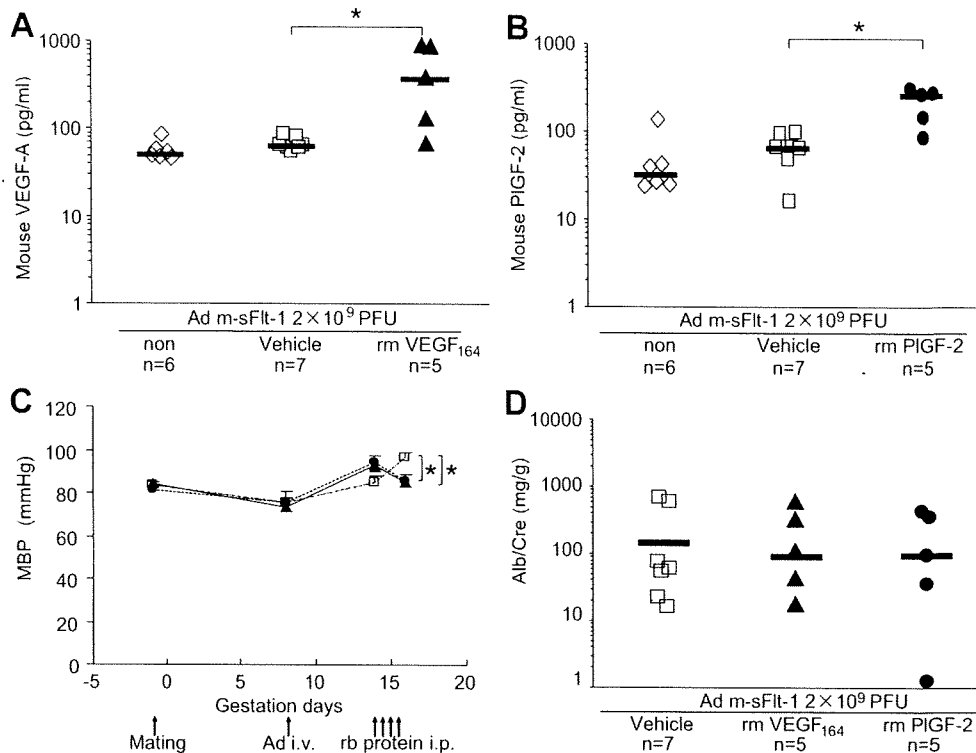 A
Mouse VEGF-A (pg/ml)
1000
100
10
1
*
Ad m-sFlt-1 2×10⁹ PFU
non Vehicle rm VEGF₁₆₄
n=6 n=7 n=5
B
Mouse PlGF-2 (pg/ml)
1000
100
10
1
*
Ad m-sFlt-1 2×10⁹ PFU
non Vehicle rm PlGF-2
n=6 n=7 n=5
C
MBP (mmHg)
120
100
80
60
40
20
0
* *
-5 0 5 10 15 20
Gestation days
Mating Ad i.v. rb protein i.p.
D
Alb/Cre (mg/g)
10000
1000
100
10
1
Ad m-sFlt-1 2×10⁹ PFU
Vehicle rm VEGF₁₆₄ rm PlGF-2
n=7 n=5 n=5